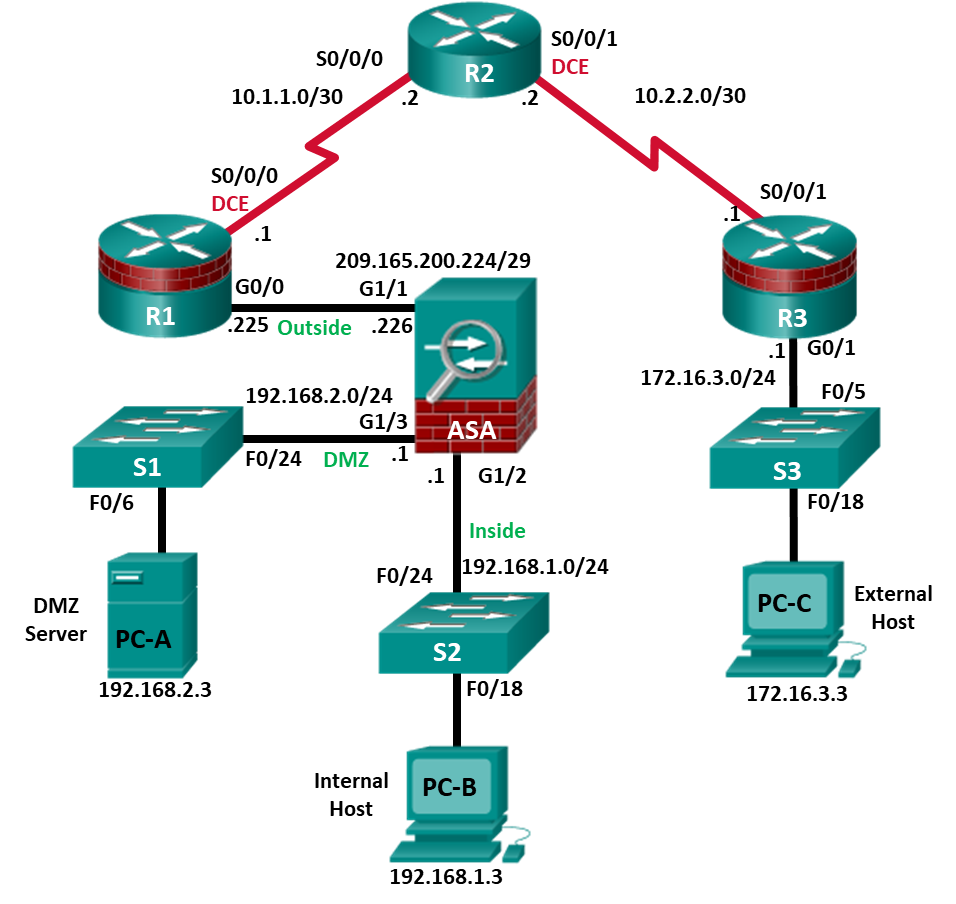 S0/0/0
S0/0/1
DCE
R2
10.1.1.0/30
.2
.2
10.2.2.0/30
S0/0/0
DCE
.1
S0/0/1
.1
209.165.200.224/29
G0/0
G1/1
R1
.225
Outside
.226
R3
.1
G0/1
172.16.3.0/24
F0/5
192.168.2.0/24
G1/3
ASA
S1
F0/24
DMZ
.1
.1
G1/2
S3
F0/6
F0/18
Inside
192.168.1.0/24
F0/24
DMZ
Server
PC-A
192.168.2.3
PC-C
External
Host
172.16.3.3
S2
F0/18
Internal
Host
PC-B
192.168.1.3